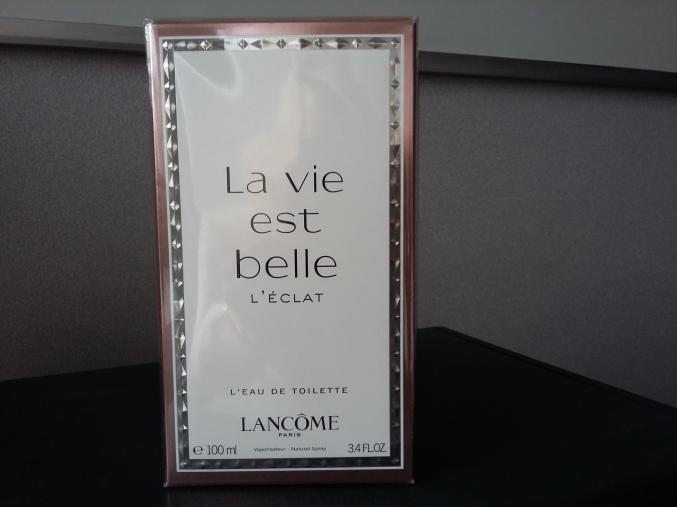 La vie
est
belle
L'ÉCLAT
L'EAU DE TOILETTE
LANCÔME
PARIS
℮ 100 ml Vaporisateur - Natural Spray 3.4 FL.OZ